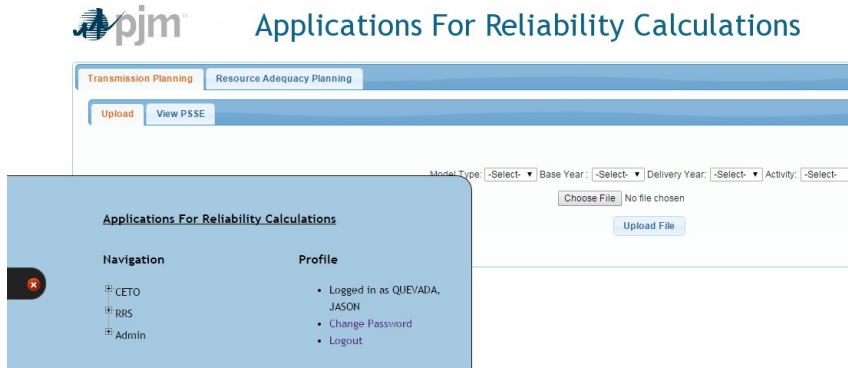 pjm Applications For Reliability Calculations
Transmission Planning Resource Adequacy Planning
Upload View PSSE
Model Type: -Select- Base Year : -Select- Delivery Year: -Select- Activity: -Select-
Choose File No file chosen
Upload File
Applications For Reliability Calculations
Navigation
CETO
RRS
Admin
Profile
Logged in as QUEVADA,
JASON
Change Password
Logout